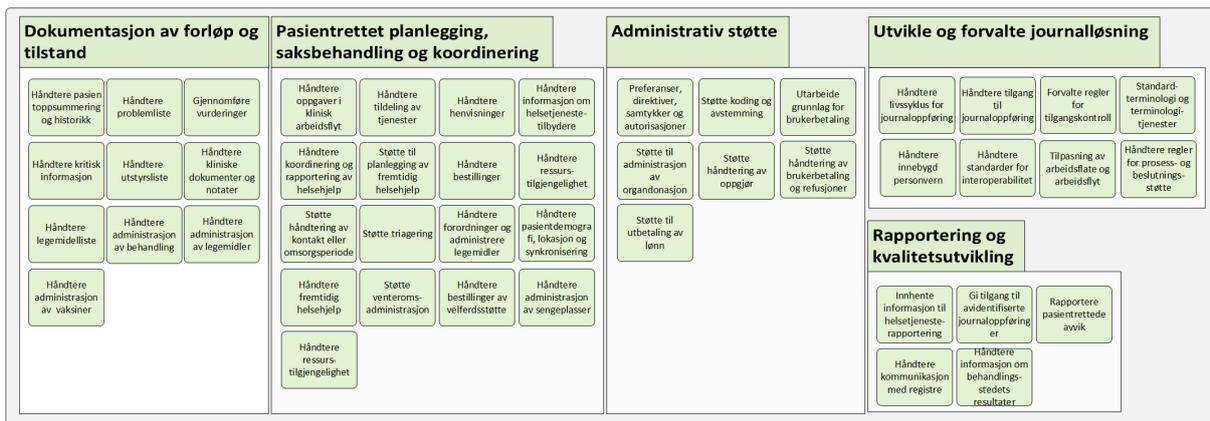 Dokumentasjon av forløp og
tilstand
Håndtere pasien
toppsummering
og historikk
Håndtere
problemliste
Gjennomføre
vurderinger
Håndtere kritisk
informasjon
Håndtere
utstyrsliste
Håndtere
kliniske
dokumenter og
notater
Håndtere
legemidelliste
Håndtere
administrasjon
av behandling
Håndtere
administrasjon
av legemidler
Håndtere
administrasjon
av vaksiner
Pasientrettet planlegging,
saksbehandling og koordinering
Håndtere
oppgaver i
klinisk
arbeidsflyt
Håndtere
tildeling av
tjenester
Håndtere
henvisninger
Håndtere
informasjon om
helsetjeneste-
tilbydere
Håndtere
koordinering og
rapportering av
helsehjelp
Støtte til
planlegging av
fremtidig
helsehjelp
Håndtere
bestillinger
Håndtere
ressurs-
tilgjengelighet
Støtte
håndtering av
kontakt eller
omsorgsperiode
Støtte triagering
Håndtere
forordninger og
administrere
legemidler
Håndtere
pasientdemogra
fi, lokasjon og
synkronisering
Håndtere
fremtidig
helsehjelp
Støtte
venteroms-
administrasjon
Håndtere
bestillinger av
velferdsstøtte
Håndtere
administrasjon
av sengeplasser
Håndtere
ressurs-
tilgjengelighet
Administrativ støtte
Preferanser,
direktiver,
samtykker og
autorisasjoner
Støtte koding og
avstemming
Utarbeide
grunnlag for
brukerbetaling
Støtte til
administrasjon
av
organdonasjon
Støtte
håndtering av
oppgjør
Støtte
håndtering av
brukerbetaling
og refusjoner
Støtte til
utbetaling av
lønn
Utvikle og forvalte journalløsning
Håndtere
livssyklus for
journaloppføring
Håndtere tilgang
til
journaloppføring
Forvalte regler
for
tilgangskontroll
Standard-
terminologi og
terminologi-
tjenester
Håndtere
innebygd
personvern
Håndtere
standarder for
interoperabilitet
Tilpasning av
arbeidsflate og
arbeidsflyt
Håndtere regler
for prosess- og
beslutnings-
støtte
Rapportering og
kvalitetsutvikling
Innhente
informasjon til
helsetjeneste-
rapportering
Gi tilgang til
avidentifiserte
journaloppføring
er
Rapportere
pasientrettede
avvik
Håndtere
kommunikasjon
med registre
Håndtere
informasjon om
behandlings-
stedets
resultater